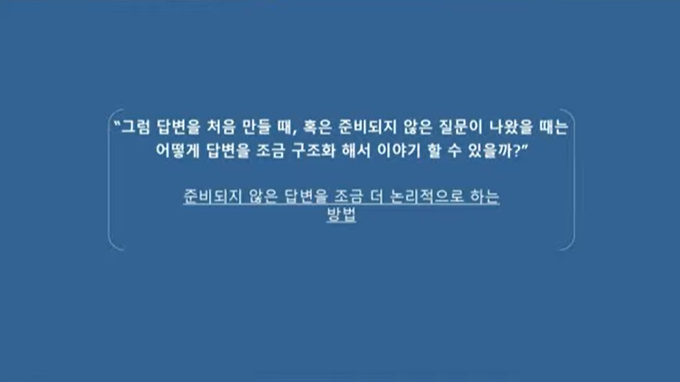 “그럼 답변을 처음 만들 때, 혹은 준비되지 않은 질문이 나왔을 때는
어떻게 답변을 조금 구조화 해서 이야기 할 수 있을까?”
준비되지 않은 답변을 조금 더 논리적으로 하는
방법